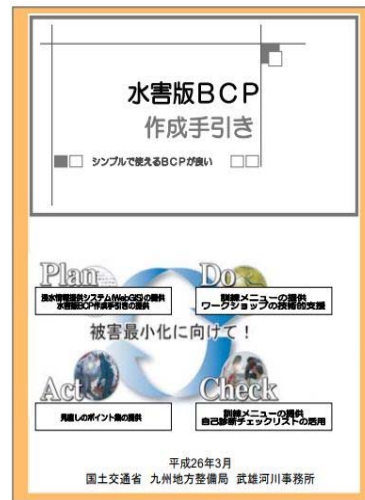 水害版BCP
作成手引き
シンプルで使えるBCPが良い
Plan
浸水情報提供システム(WebGIS)の提供
水害版BCP作成手引きの提供
Do
訓練メニューの提供
ワークショップの技術的支援
被害最小化に向けて！
Act
見直しのポイント集の提供
Check
訓練メニューの提供
自己診断チェックリストの活用
平成26年3月
国土交通省 九州地方整備局 武雄河川事務所